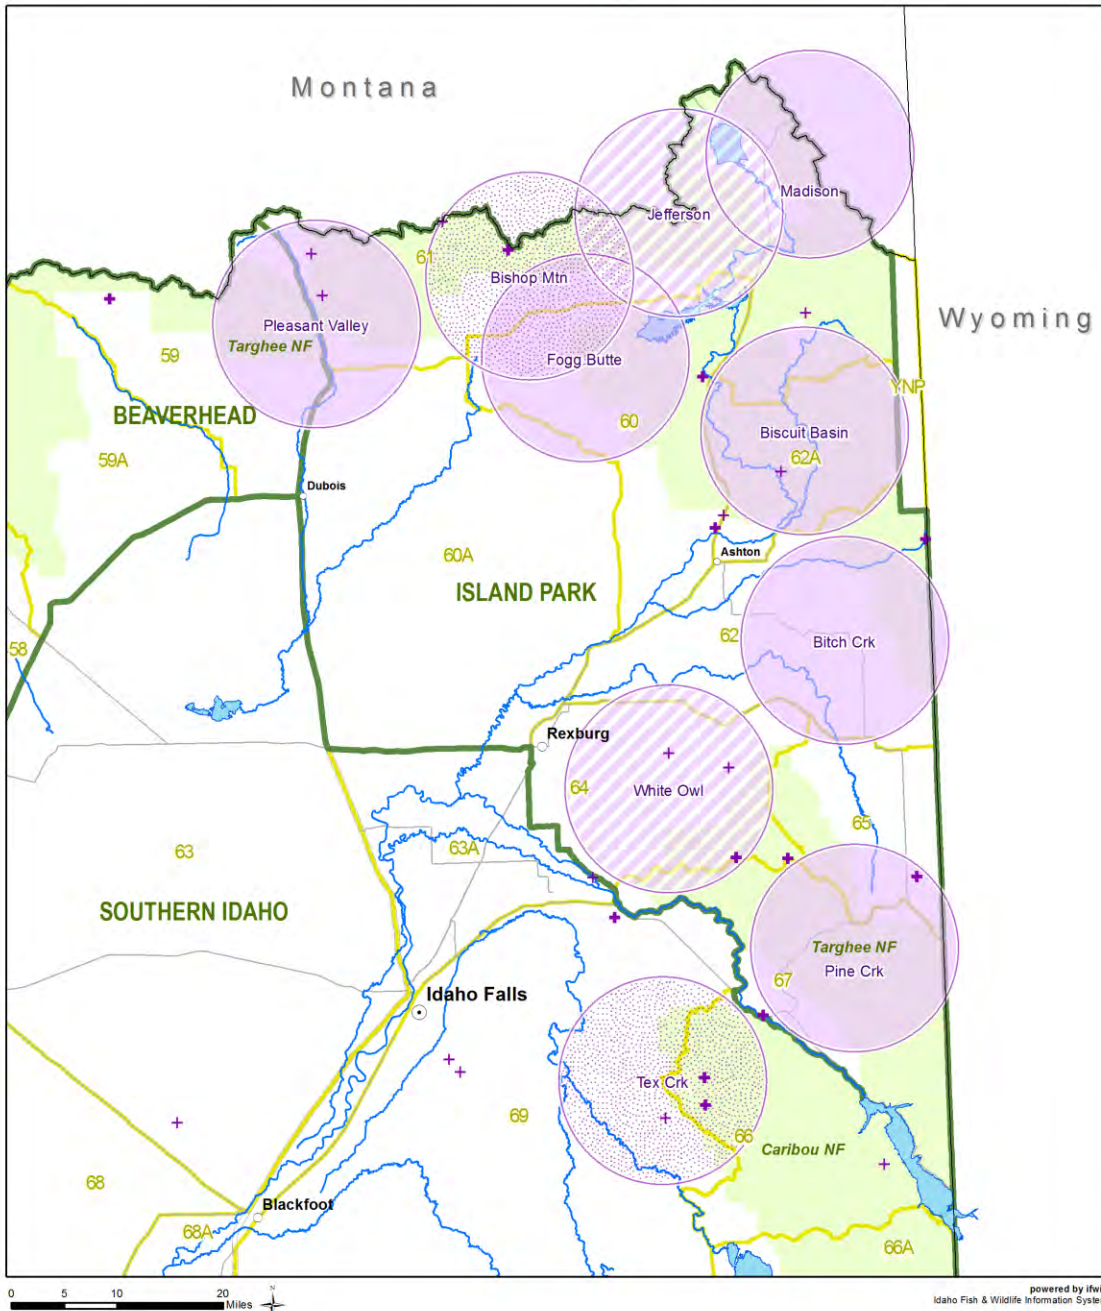 Montana
Madison
Jefferson
61
Bishop Mtn
Wyoming
Pleasant Valley
59
Targhee NF
Fogg Butte
YNP
BEAVERHEAD
60
Biscuit Basin
59A
62A
Dubois
60A
Ashton
ISLAND PARK
62
58
Bitch Crk
Rexburg
64
White Owl
65
63
63A
SOUTHERN IDAHO
Targhee NF
67
Pine Crk
Idaho Falls
Tex Crk
69
66
Caribou NF
68
Blackfoot
68A
66A
0 5 10 20
Miles
N
powered by ifwi
Idaho Fish & Wildlife Information Syste